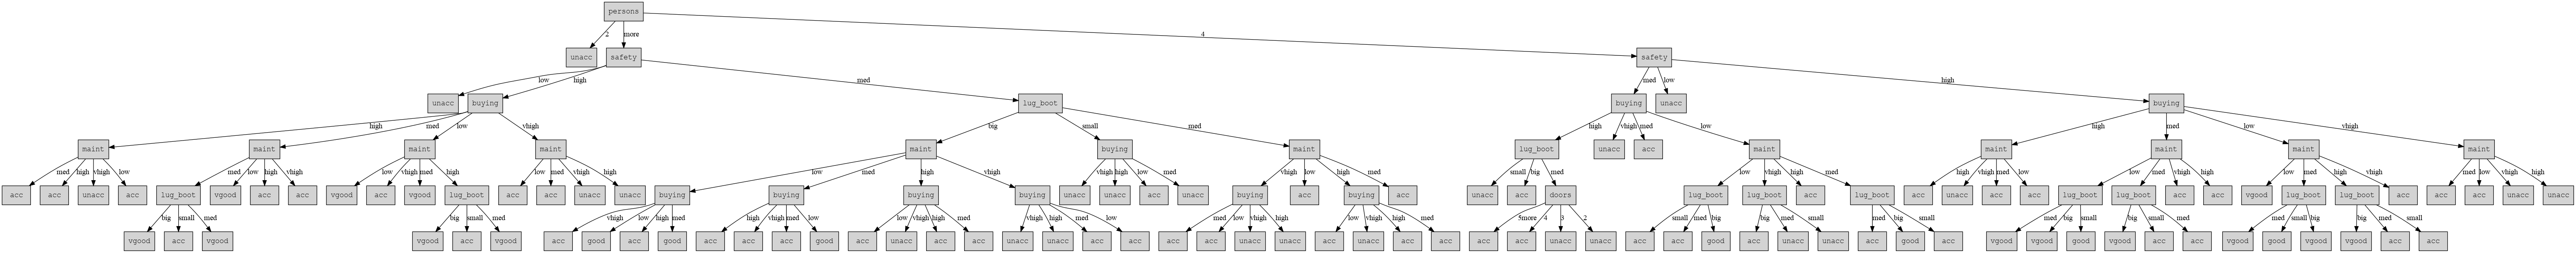 persons
2 more 4
unacc safety safety
low high med med low high
unacc buying lug_boot buying unacc buying
high med low vhigh big small med high vhigh med low high med low vhigh
maint maint maint maint maint buying maint lug_boot unacc acc maint maint maint maint maint
med high vhigh low med low high vhigh low vhigh med high low med vhigh high low med high vhigh vhigh high low med vhigh low high med small big med low vhigh high med high vhigh med low low med vhigh high low med high vhigh med low vhigh high
acc acc unacc acc lug_boot vgood acc acc vgood acc vgood lug_boot acc acc unacc unacc buying buying buying buying unacc unacc acc unacc buying acc buying acc unacc acc doors lug_boot lug_boot acc lug_boot acc unacc acc acc lug_boot lug_boot acc acc vgood lug_boot lug_boot acc acc acc unacc unacc
big small med big small med vhigh low high med high vhigh med low low vhigh high med vhigh high med low med low vhigh high low vhigh high med 5more 4 3 2 small med big big med small med big small med big small big small med med small big big med small
vgood acc vgood vgood acc vgood acc good acc good acc acc acc good acc unacc acc acc unacc unacc acc acc acc acc unacc unacc acc unacc acc acc acc acc unacc unacc acc acc good acc unacc unacc acc good acc vgood vgood good vgood acc acc vgood good vgood vgood acc acc